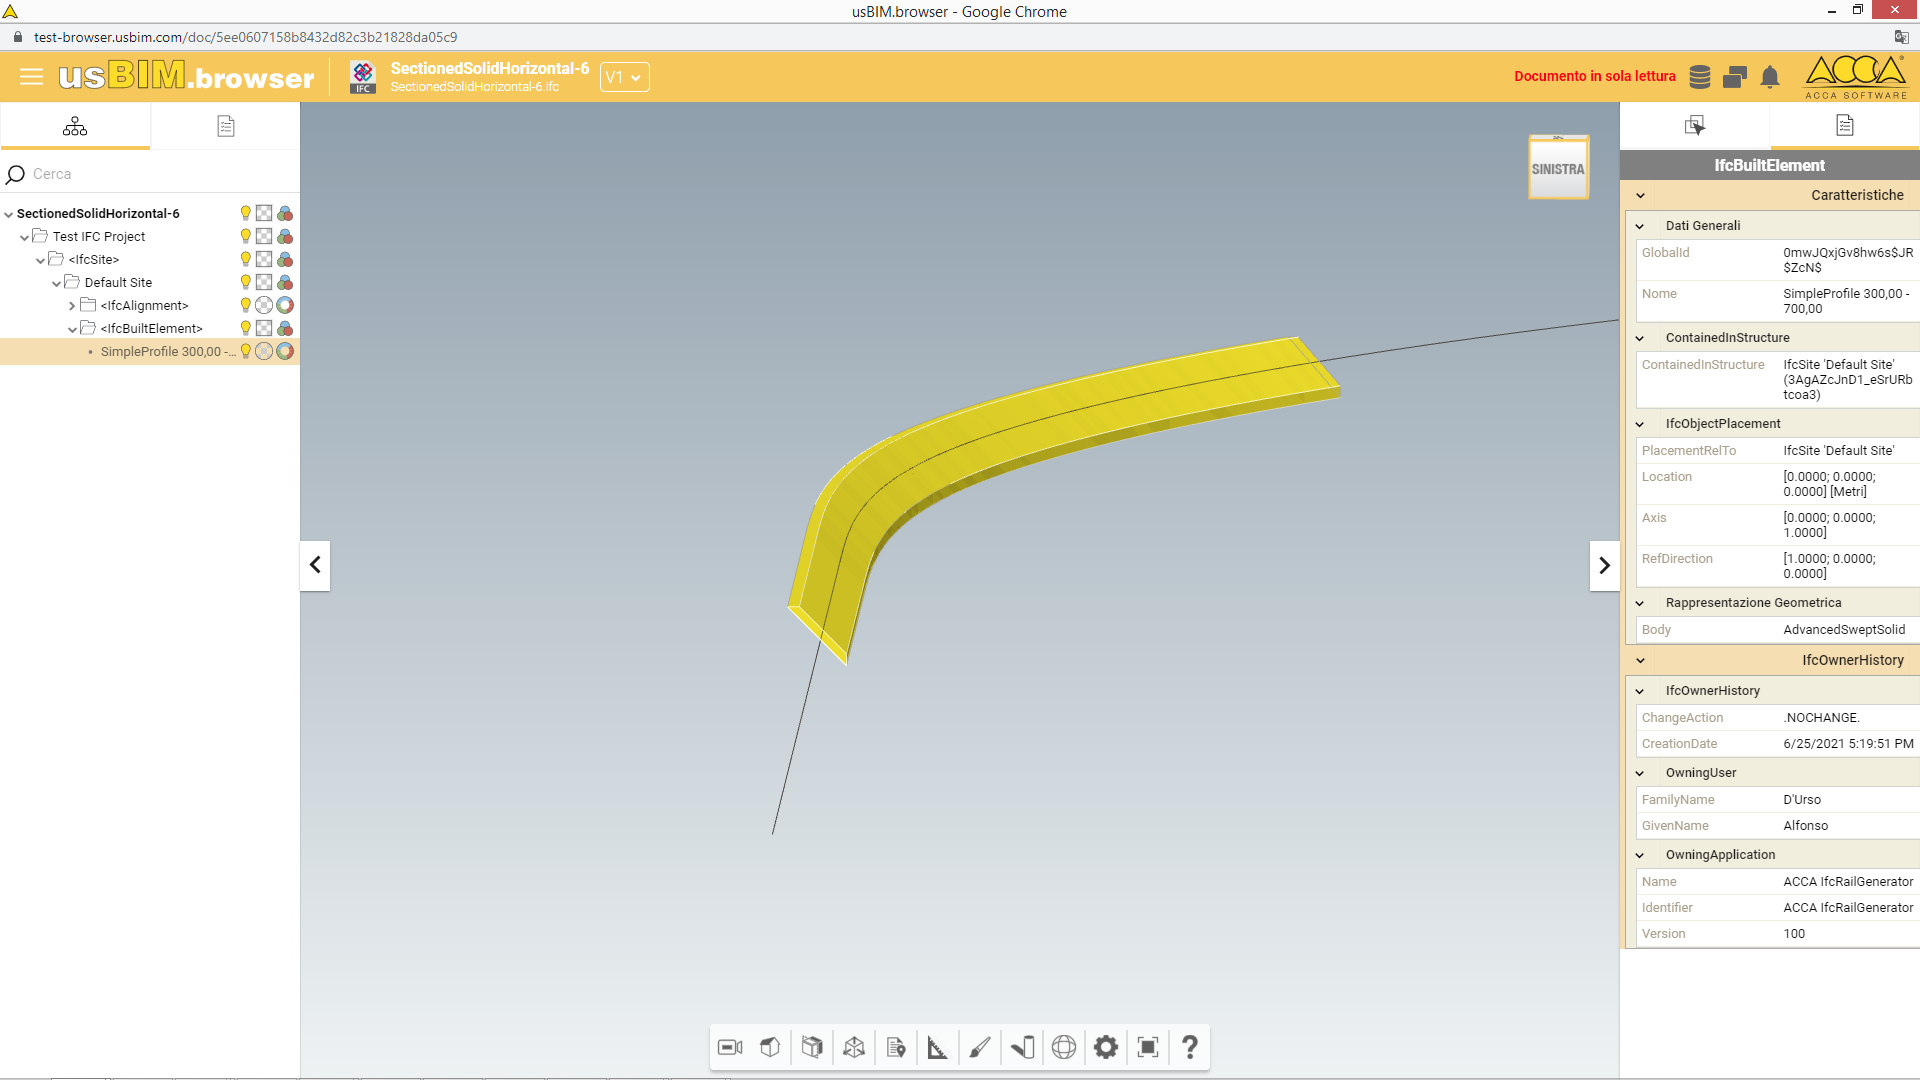 usBIM.browser - Google Chrome
test-browser.usbim.com/doc/5ee0607158b8432d82c3b21828da05c9
usBIM.browser
IFC
SectionedSolidHorizontal-6
SectionedSolidHorizontal-6.ifc
V1
Documento in sola lettura
ACCA
ACCA SOFTWARE
Cerca
SectionedSolidHorizontal-6
Test IFC Project
<IfcSite>
Default Site
<IfcAlignment>
<IfcBuiltElement>
SimpleProfile 300,00 -...
SINISTRA
IfcBuiltElement
Caratteristiche
Dati Generali
GlobalId 0mwJQxjGv8hw6s$JR
$ZcN$
Nome SimpleProfile 300,00 -
700,00
ContainedInStructure
ContainedInStructure IfcSite 'Default Site'
(3AgAZcJnD1_eSrURb
tcoa3)
IfcObjectPlacement
PlacementRelTo IfcSite 'Default Site'
Location [0.0000; 0.0000;
0.0000] [Metri]
Axis [0.0000; 0.0000;
1.0000]
RefDirection [1.0000; 0.0000;
0.0000]
Rappresentazione Geometrica
Body AdvancedSweptSolid
IfcOwnerHistory
IfcOwnerHistory
ChangeAction .NOCHANGE.
CreationDate 6/25/2021 5:19:51 PM
OwningUser
FamilyName D'Urso
GivenName Alfonso
OwningApplication
Name ACCA IfcRailGenerator
Identifier ACCA IfcRailGenerator
Version 100